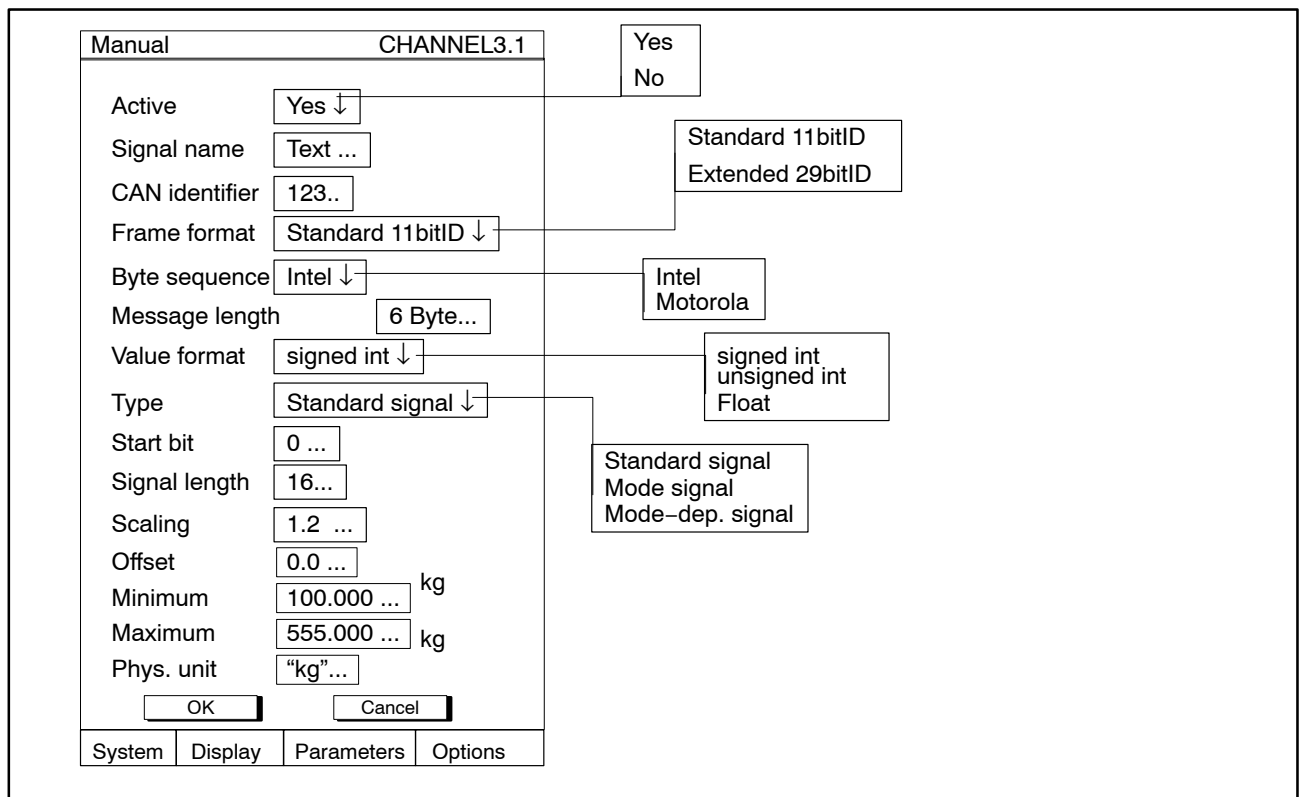 Manual CHANNEL3.1
Active Yes ↓
Signal name Text ...
CAN identifier 123..
Frame format Standard 11bitID ↓
Byte sequence Intel ↓
Message length 6 Byte...
Value format signed int ↓
Type Standard signal ↓
Start bit 0 ...
Signal length 16...
Scaling 1.2 ...
Offset 0.0 ...
Minimum 100.000 ... kg
Maximum 555.000 ... kg
Phys. unit “kg”...
OK Cancel
System Display Parameters Options
Yes
No
Standard 11bitID
Extended 29bitID
Intel
Motorola
signed int
unsigned int
Float
Standard signal
Mode signal
Mode−dep. signal